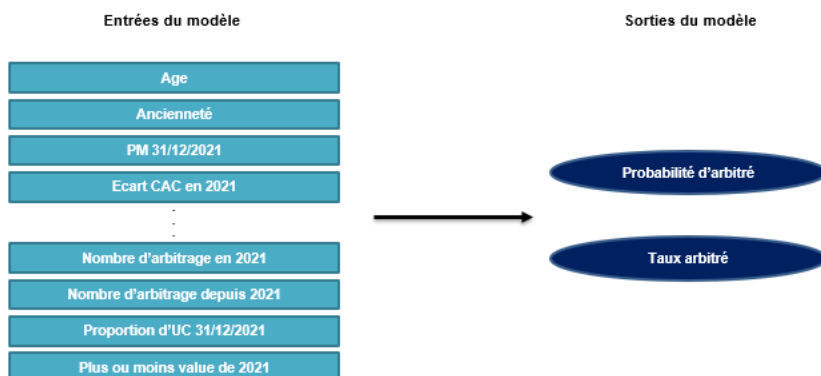 Entrées du modèle
Sorties du modèle
Age
Ancienneté
PM 31/12/2021
Ecart CAC en 2021
Nombre d'arbitrage en 2021
Nombre d'arbitrage depuis 2021
Proportion d'UC 31/12/2021
Plus ou moins value de 2021
Probabilité d'arbitré
Taux arbitré